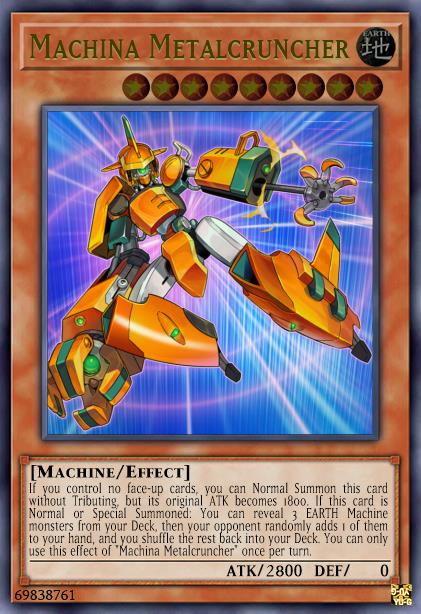 MACHINA METALCRUNCHER
EARTH
地
[MACHINE/EFFECT]
If you control no face-up cards, you can Normal Summon this card
without Tributing, but its original ATK becomes 1800. If this card is
Normal or Special Summoned: You can reveal 3 EARTH Machine
monsters from your Deck, then your opponent randomly adds 1 of them
to your hand, and you shuffle the rest back into your Deck. You can only
use this effect of "Machina Metalcruncher" once per turn.
ATK/2800 DEF/ 0
69838761